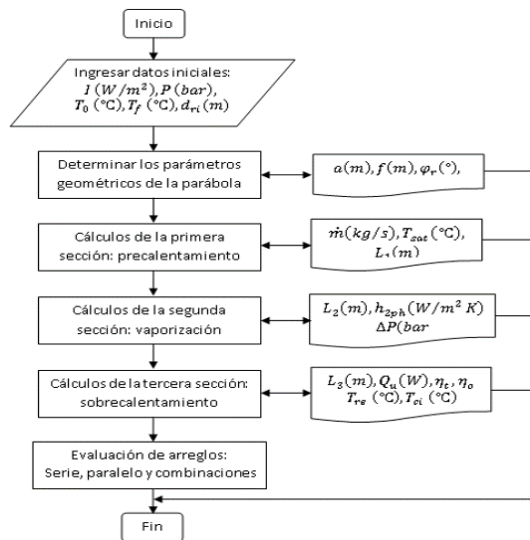 Inicio
Ingresar datos iniciales:
I (W/m²), P (bar),
T₀ (°C), T_f (°C), d_ri (m)
Determinar los parámetros
geométricos de la parábola
a(m), f(m), φ_r(°),
Cálculos de la primera
sección: precalentamiento
ṁ(kg/s), T_sat (°C),
L₁(m)
Cálculos de la segunda
sección: vaporización
L₂(m), h_2ph(W/m² K)
ΔP(bar
Cálculos de la tercera sección:
sobrecalentamiento
L₃(m), Q_u(W), η_t, η_o
T_re (°C), T_ci (°C)
Evaluación de arreglos:
Serie, paralelo y combinaciones
Fin